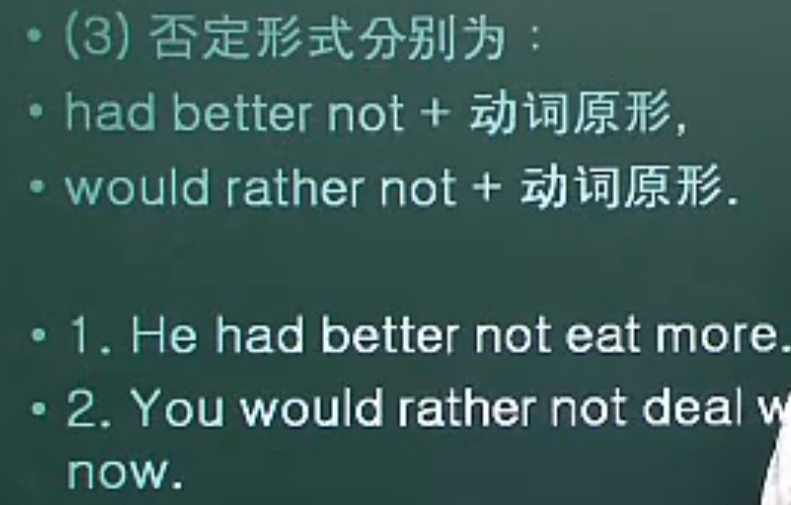 • (3) 否定形式分别为：
• had better not + 动词原形,
• would rather not + 动词原形.
• 1. He had better not eat more.
• 2. You would rather not deal
now.